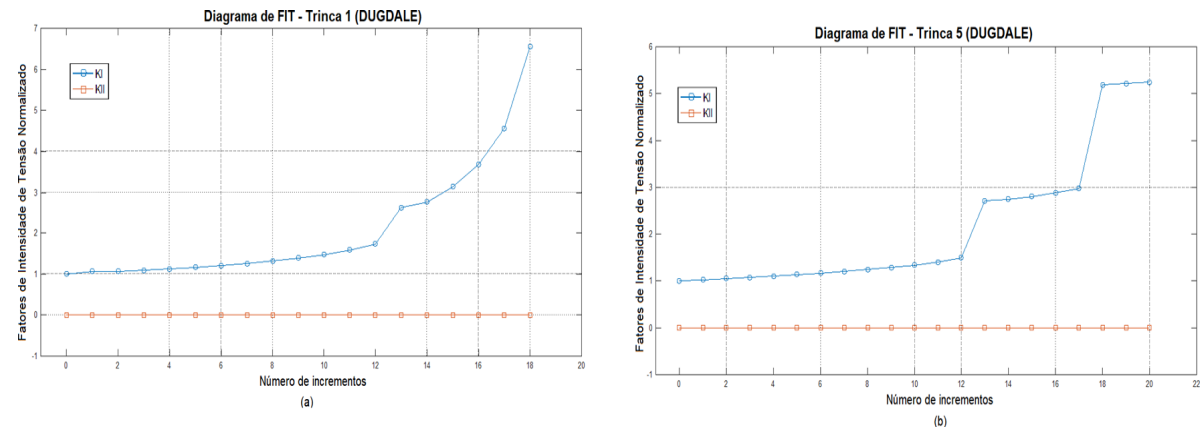 Diagrama de FIT - Trinca 1 (DUGDALE)
Fatores de Intensidade de Tensão Normalizado
7
6
5
4
3
2
1
0
-1
KI
KII
0 2 4 6 8 10 12 14 16 18 20
Número de incrementos
(a)
Diagrama de FIT - Trinca 5 (DUGDALE)
Fatores de Intensidade de Tensão Normalizado
6
5
4
3
2
1
0
-1
KI
KII
0 2 4 6 8 10 12 14 16 18 20 22
Número de incrementos
(b)